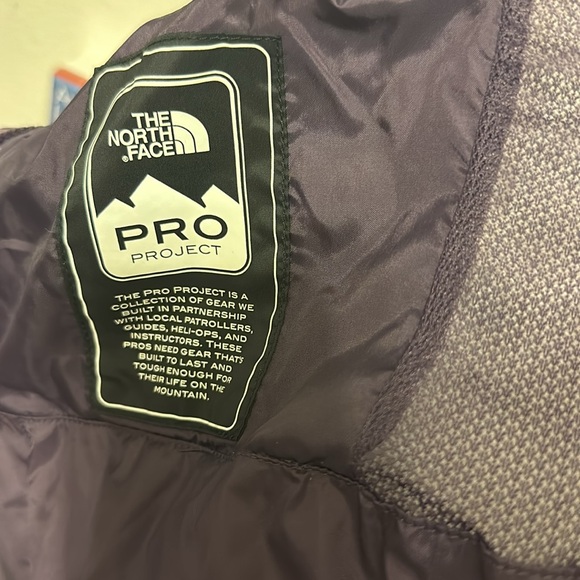 THE
NORTH
FACE
PRO
PROJECT
THE PRO PROJECT IS A
COLLECTION OF GEAR WE
BUILT IN PARTNERSHIP
WITH LOCAL PATROLLERS,
GUIDES, HELI-OPS, AND
INSTRUCTORS. THESE
PROS NEED GEAR THAT'S
BUILT TO LAST AND
TOUGH ENOUGH FOR
THEIR LIFE ON THE
MOUNTAIN.